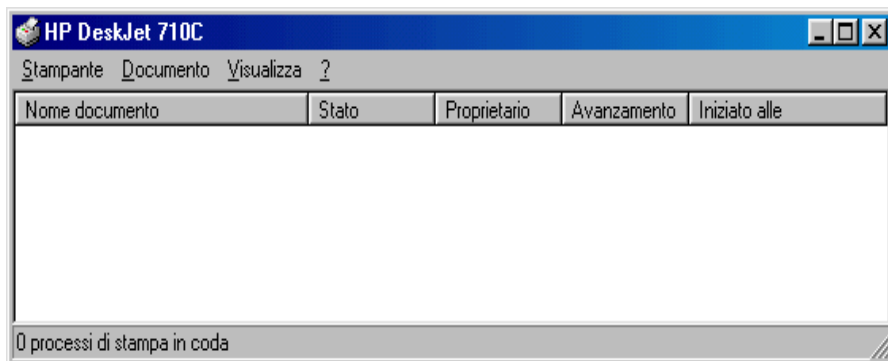 HP DeskJet 710C
Stampante Documento Visualizza ?
Nome documento Stato Proprietario Avanzamento Iniziato alle
0 processi di stampa in coda